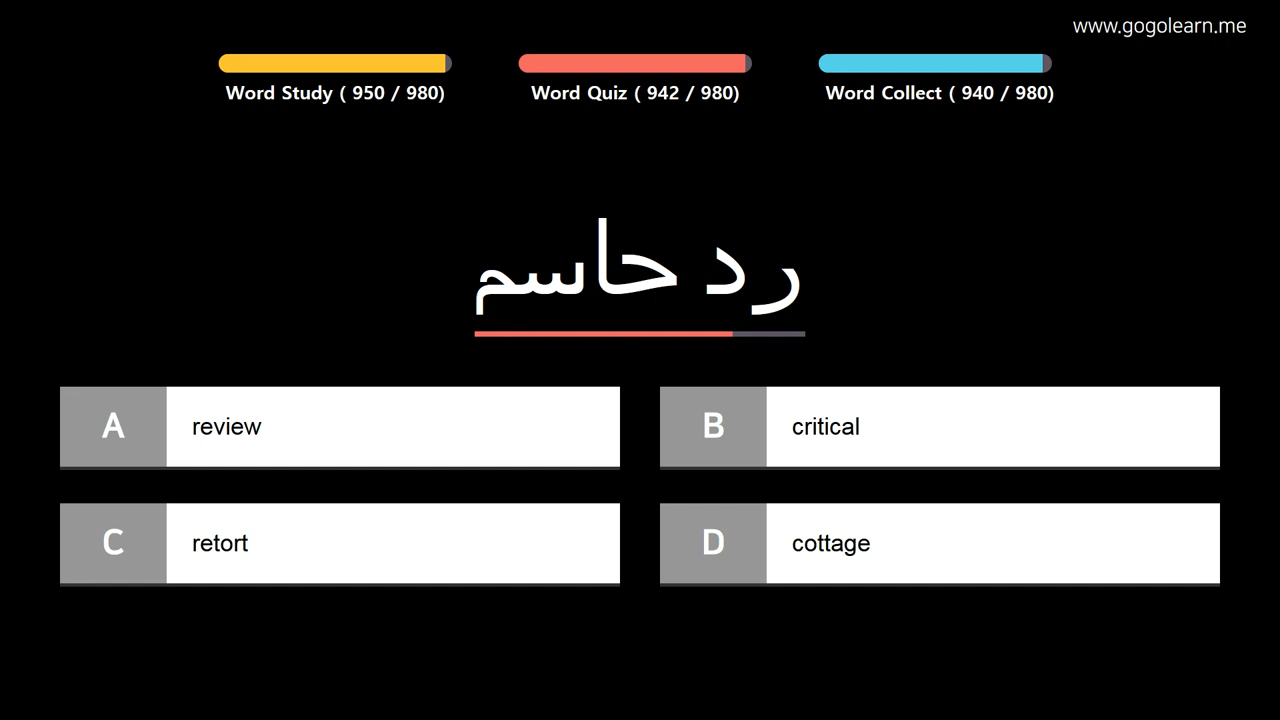 www.gogolearn.me
Word Study ( 950 / 980)
Word Quiz ( 942 / 980)
Word Collect ( 940 / 980)
رد حاسم
A review
B critical
C retort
D cottage